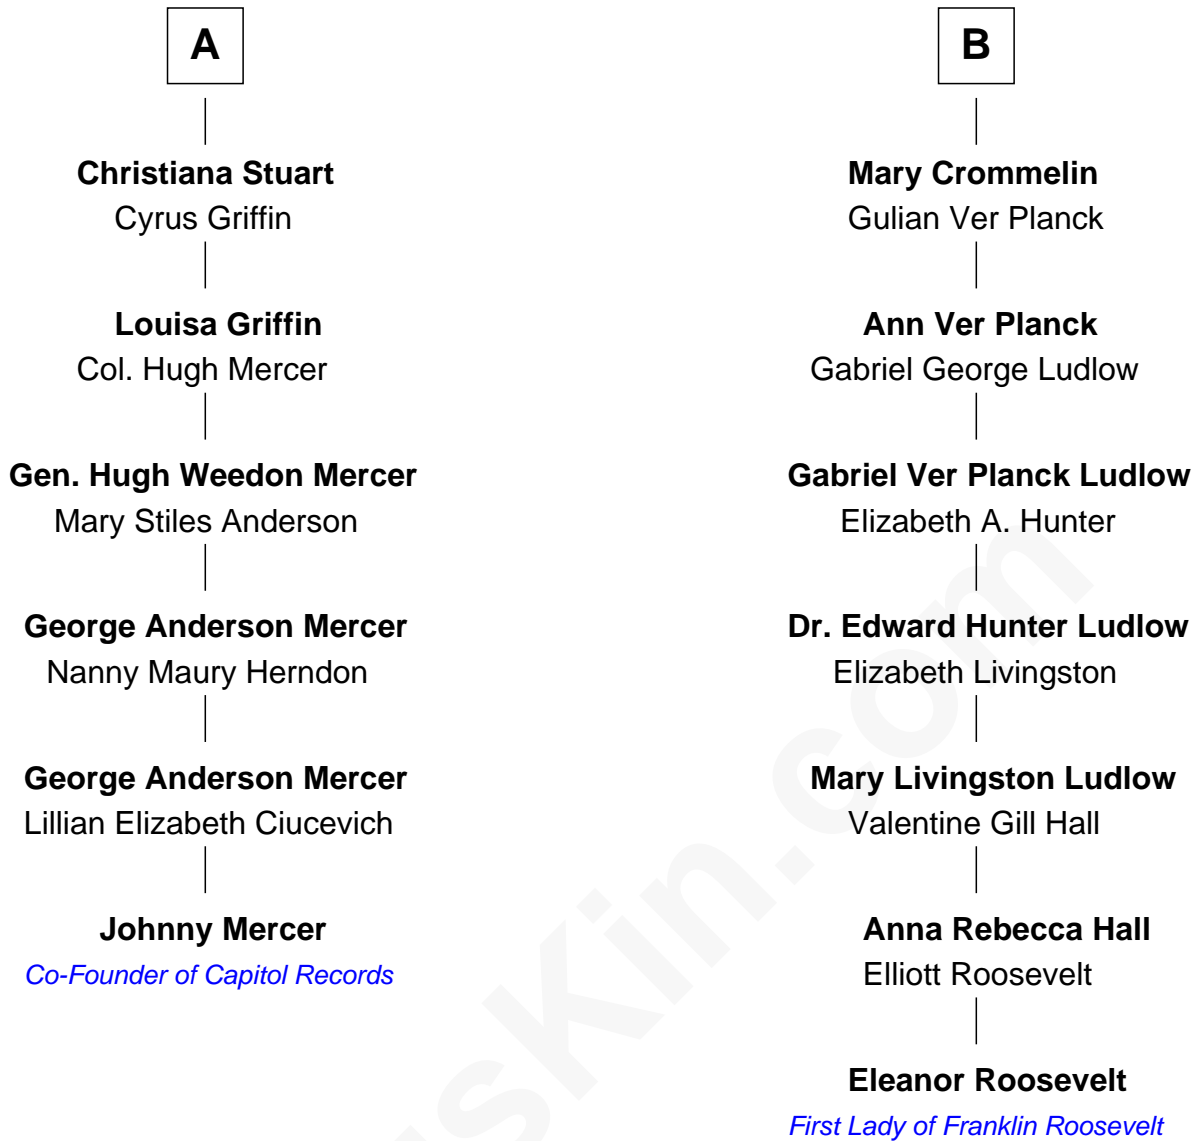 A
Christiana Stuart
Cyrus Griffin
Louisa Griffin
Col. Hugh Mercer
Gen. Hugh Weedon Mercer
Mary Stiles Anderson
George Anderson Mercer
Nanny Maury Herndon
George Anderson Mercer
Lillian Elizabeth Ciucevich
Johnny Mercer
Co-Founder of Capitol Records
B
Mary Crommelin
Gulian Ver Planck
Ann Ver Planck
Gabriel George Ludlow
Gabriel Ver Planck Ludlow
Elizabeth A. Hunter
Dr. Edward Hunter Ludlow
Elizabeth Livingston
Mary Livingston Ludlow
Valentine Gill Hall
Anna Rebecca Hall
Elliott Roosevelt
Eleanor Roosevelt
First Lady of Franklin Roosevelt
sKin.com